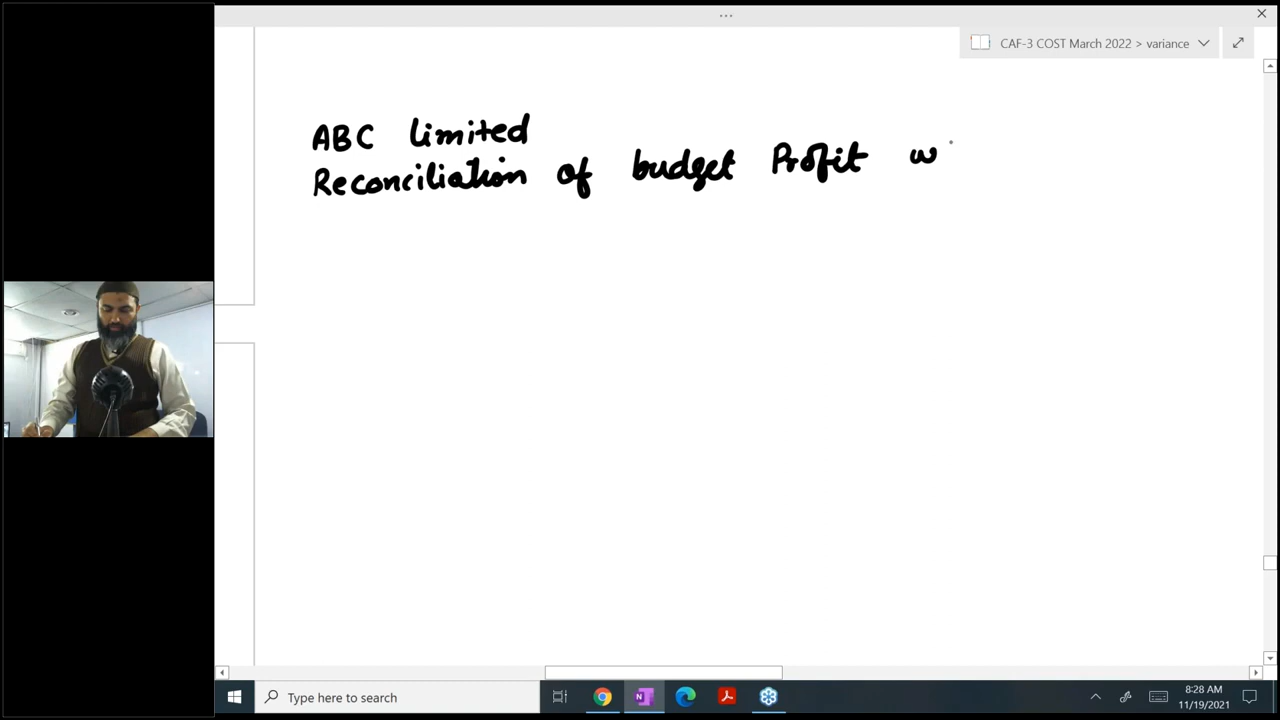 ...
CAF-3 COST March 2022 > variance
ABC limited
Reconciliation of budget Profit w
Type here to search
8:28 AM
11/19/2021